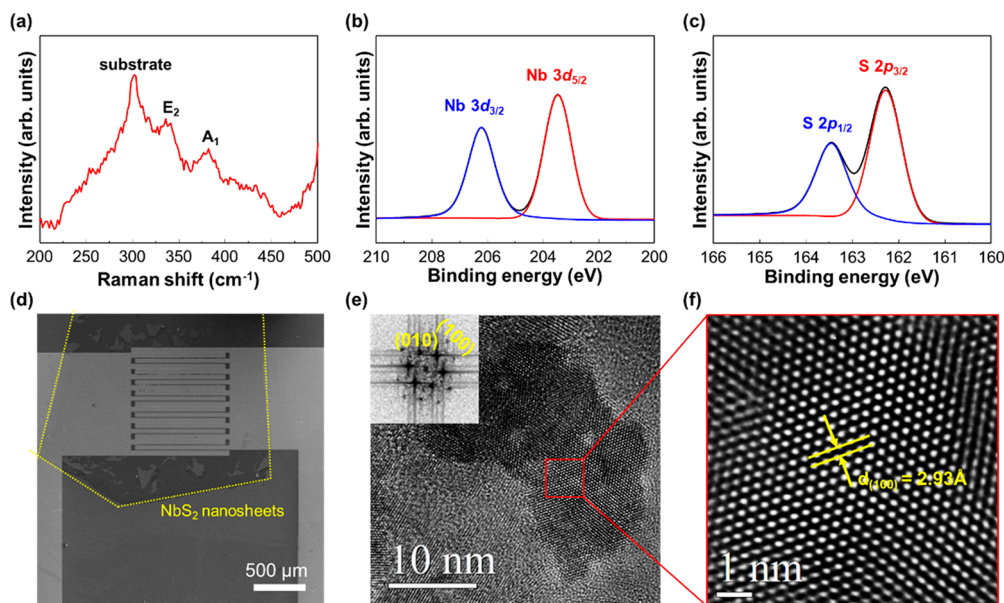 (a)
substrate
E₂
A₁
Intensity (arb. units)
200 250 300 350 400 450 500
Raman shift (cm⁻¹)
(b)
Nb 3d₃/₂
Nb 3d₅/₂
Intensity (arb. units)
210 208 206 204 202 200
Binding energy (eV)
(c)
S 2p₁/₂
S 2p₃/₂
Intensity (arb. units)
166 165 164 163 162 161 160
Binding energy (eV)
(d)
NbS₂ nanosheets
500 µm
(e)
(010)
(100)
10 nm
(f)
d₍₁₀₀₎ = 2.93Å
1 nm